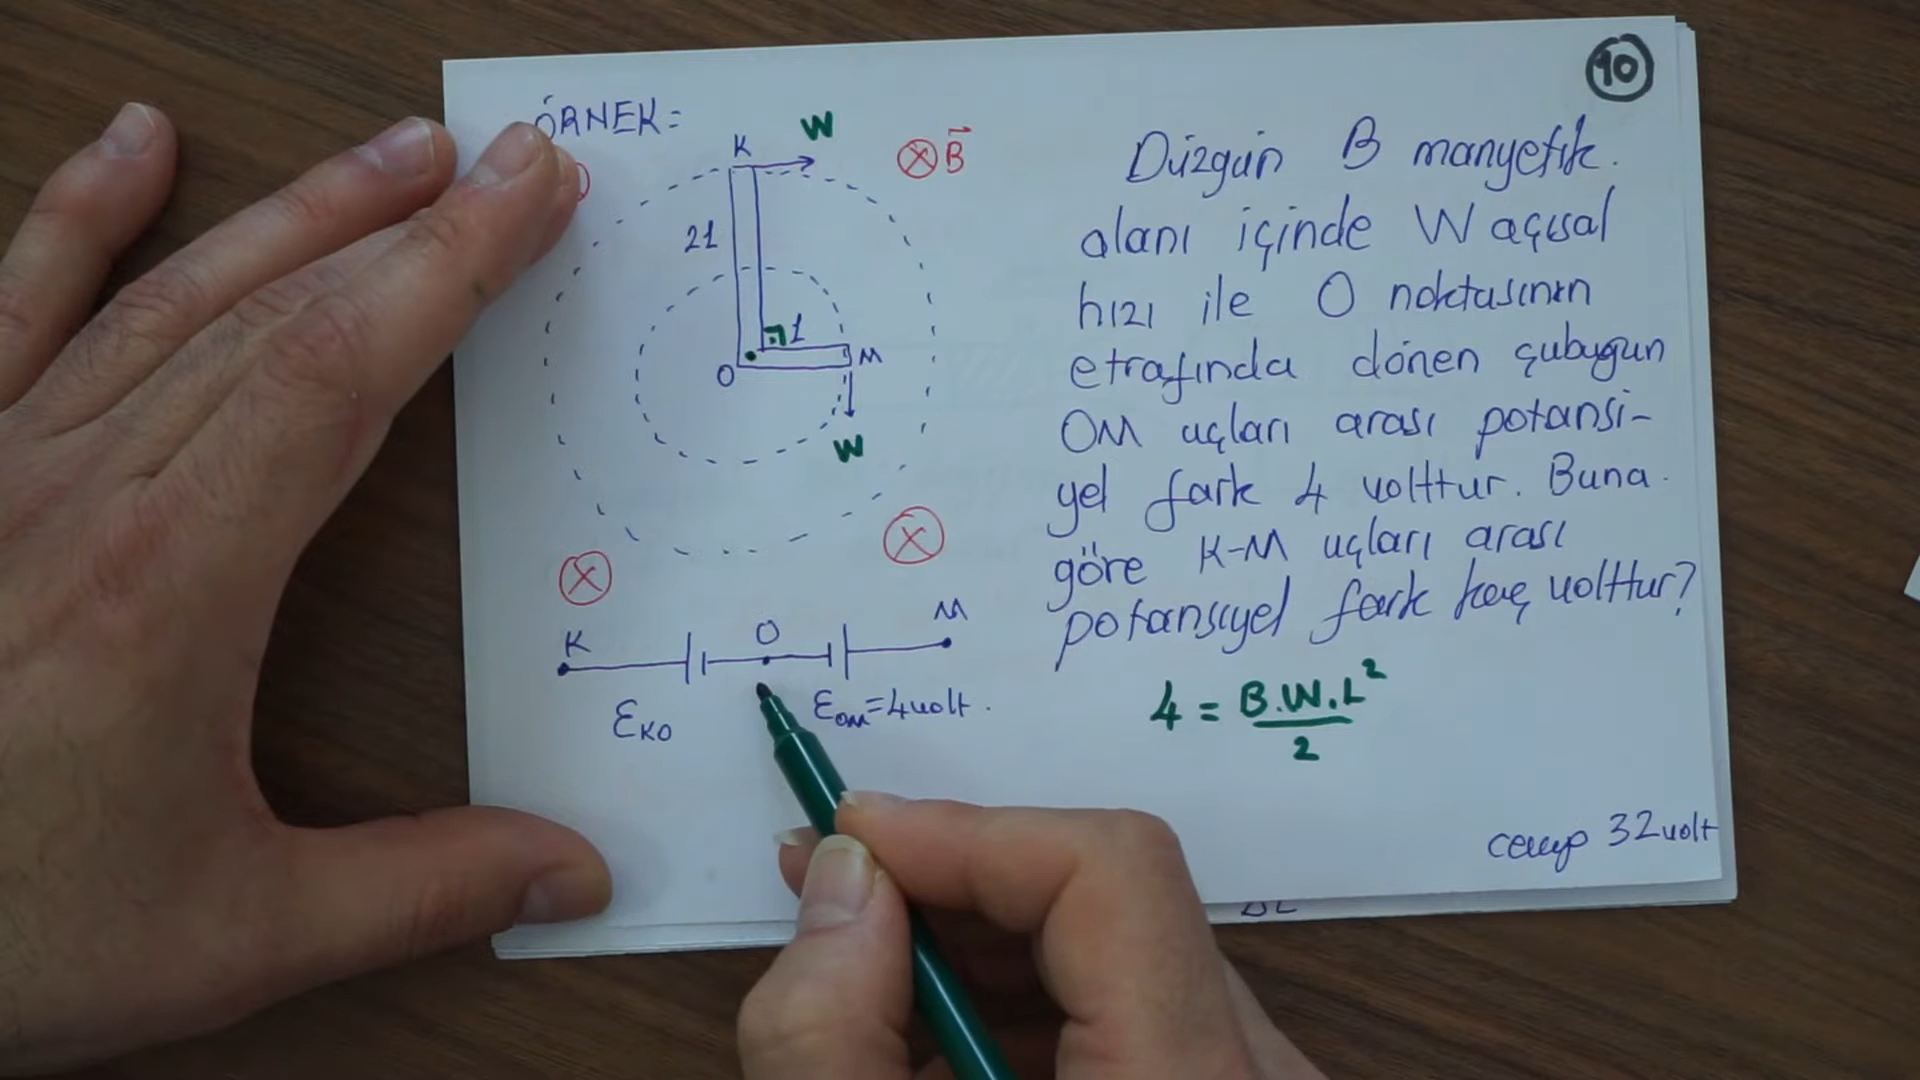 10
ÖRNEK=
K
W
B
2l
l
O
M
W
Düzgün B manyetik
alanı içinde W açısal
hızı ile O noktasının
etrafında dönen çubuğun
OM uçları arası potansi-
yel fark 4 volttur. Buna
göre K-M uçları arası
potansiyel fark kaç volttur?
K
O
M
εKO
εOM=4volt.
4 = B.W.L²
2
cevap 32volt